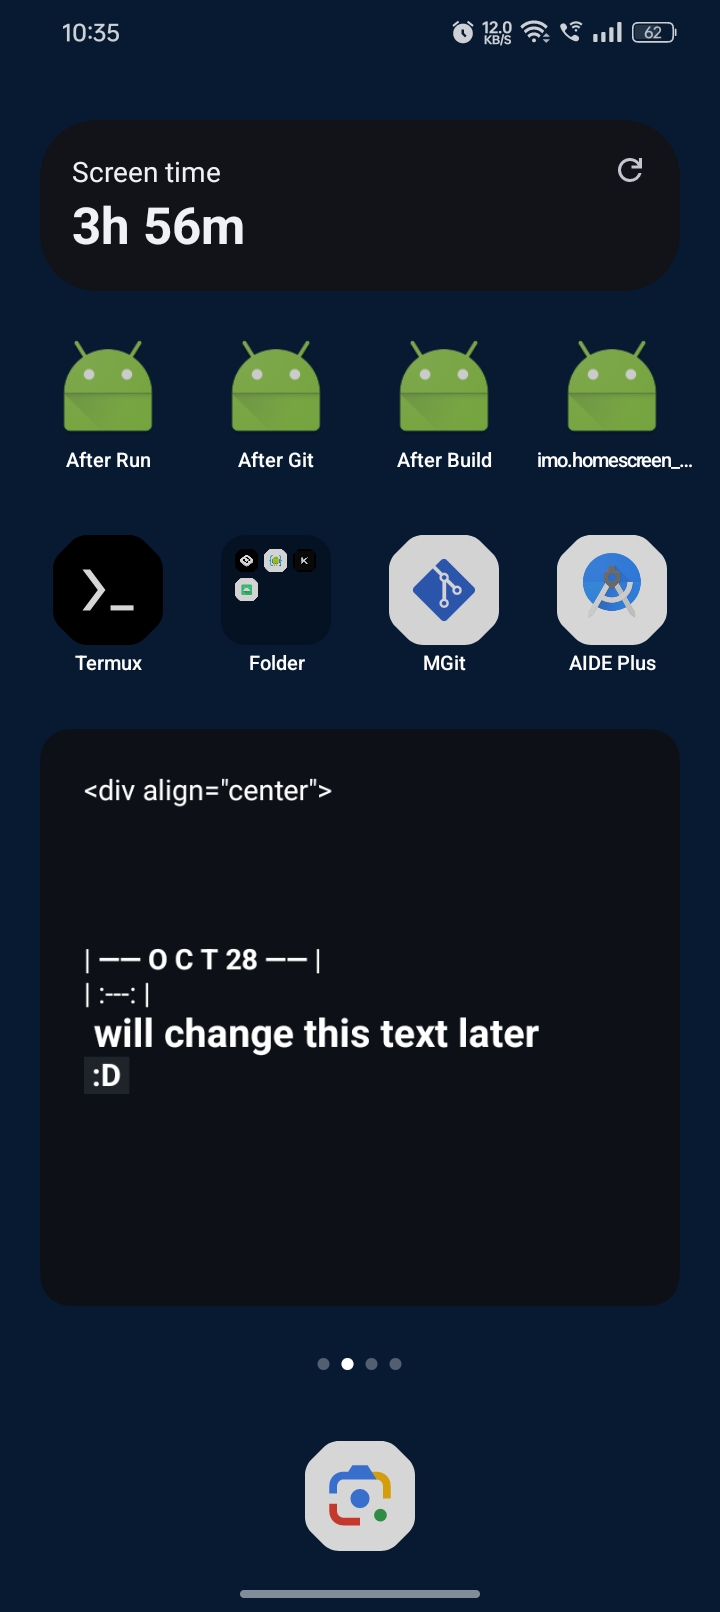 10:35
12.0
KB/S
62
Screen time
3h 56m
After Run
After Git
After Build
imo.homescreen_...
Termux
Folder
MGit
AIDE Plus
<div align="center">
| —— O C T 28 —— |
| :---: |
will change this text later
:D